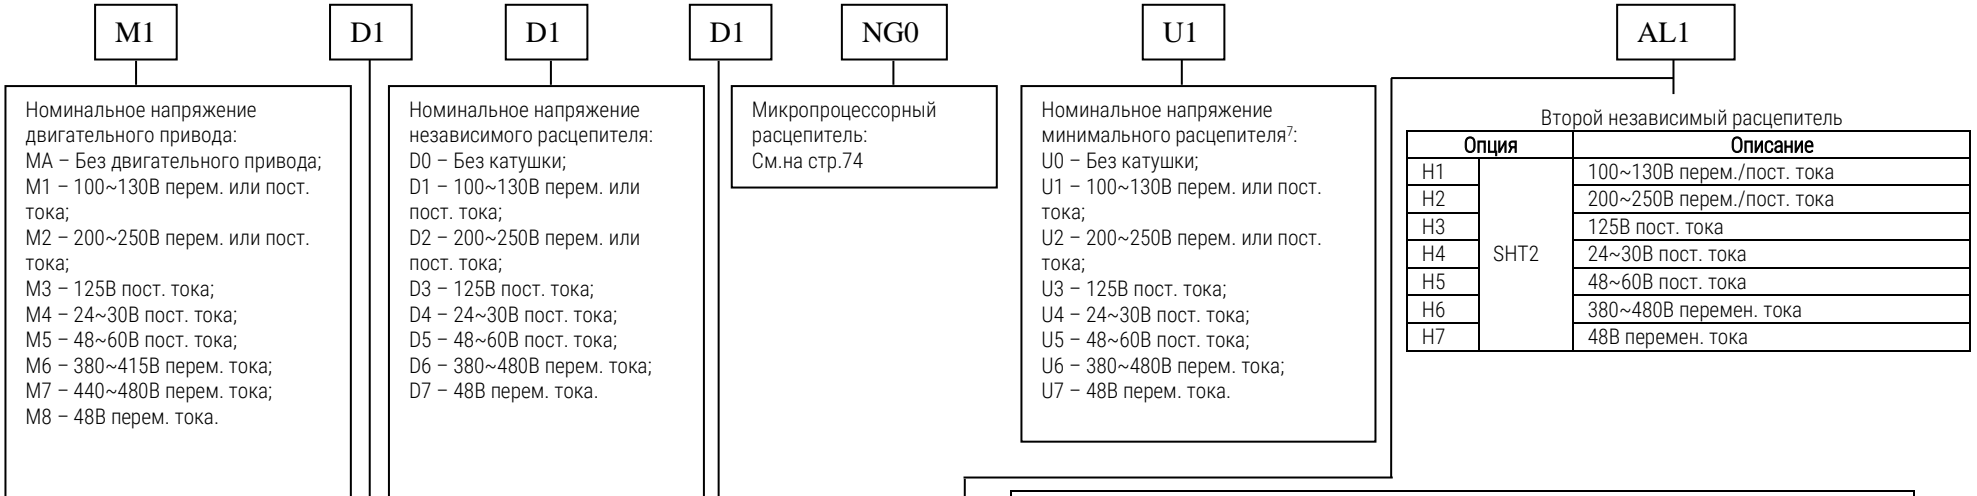 M1
D1
D1
D1
NG0
U1
AL1
Номинальное напряжение
двигательного привода:
MA – Без двигательного привода;
M1 – 100~130В перем. или пост.
тока;
M2 – 200~250В перем. или пост.
тока;
M3 – 125В пост. тока;
M4 – 24~30В пост. тока;
M5 – 48~60В пост. тока;
M6 – 380~415В перем. тока;
M7 – 440~480В перем. тока;
M8 – 48В перем. тока.
Номинальное напряжение
независимого расцепителя:
D0 – Без катушки;
D1 – 100~130В перем. или
пост. тока;
D2 – 200~250В перем. или
пост. тока;
D3 – 125В пост. тока;
D4 – 24~30В пост. тока;
D5 – 48~60В пост. тока;
D6 – 380~480В перем. тока;
D7 – 48В перем. тока.
Микропроцессорный
расцепитель:
См.на стр.74
Номинальное напряжение
минимального расцепителя⁷:
U0 – Без катушки;
U1 – 100~130В перем. или пост.
тока;
U2 – 200~250В перем. или пост.
тока;
U3 – 125В пост. тока;
U4 – 24~30В пост. тока;
U5 – 48~60В пост. тока;
U6 – 380~480В перем. тока;
U7 – 48В перем. тока.
Второй независимый расцепитель
Опция Описание
H1 100~130В перем./пост. тока
H2 200~250В перем./пост. тока
H3 125В пост. тока
H4 SHT2 24~30В пост. тока
H5 48~60В пост. тока
H6 380~480В перемен. тока
H7 48В перемен. тока